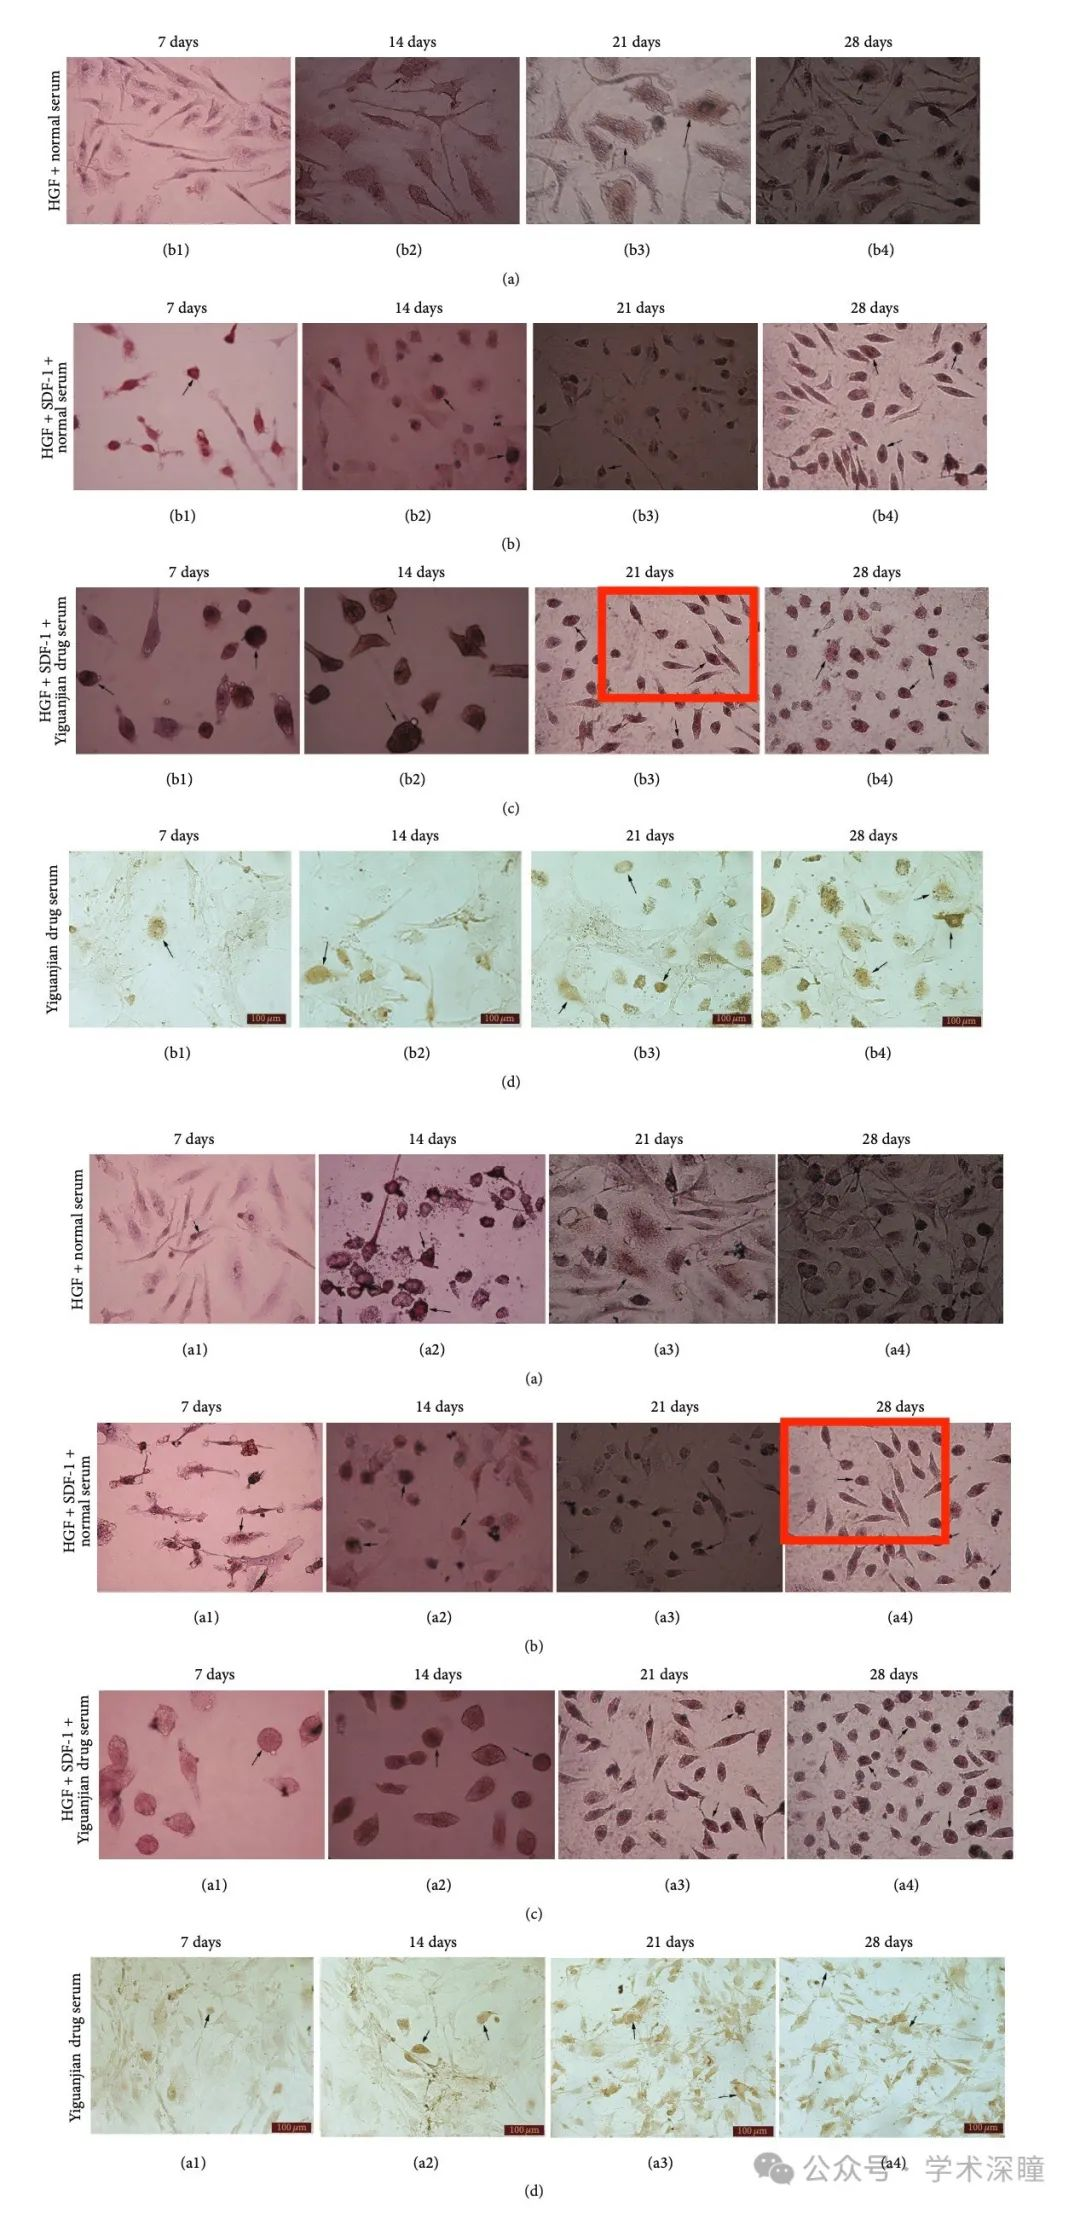 7 days 14 days 21 days 28 days
HGF + normal serum
(b1) (b2) (b3) (b4)
(a)
7 days 14 days 21 days 28 days
HGF + SDF-1 +
normal serum
(b1) (b2) (b3) (b4)
(b)
7 days 14 days 21 days 28 days
HGF + SDF-1 +
Yiguanjian drug serum
(b1) (b2) (b3) (b4)
(c)
7 days 14 days 21 days 28 days
Yiguanjian drug serum
100 µm 100 µm 100 µm 100 µm
(b1) (b2) (b3) (b4)
(d)
7 days 14 days 21 days 28 days
HGF + normal serum
(a1) (a2) (a3) (a4)
(a)
7 days 14 days 21 days 28 days
HGF + SDF-1 +
normal serum
(a1) (a2) (a3) (a4)
(b)
7 days 14 days 21 days 28 days
HGF + SDF-1 +
Yiguanjian drug serum
(a1) (a2) (a3) (a4)
(c)
7 days 14 days 21 days 28 days
Yiguanjian drug serum
100 µm 100 µm 100 µm 100 µm
(a1) (a2) (a3) (a4)
公众号 · 学术深瞳
(d)